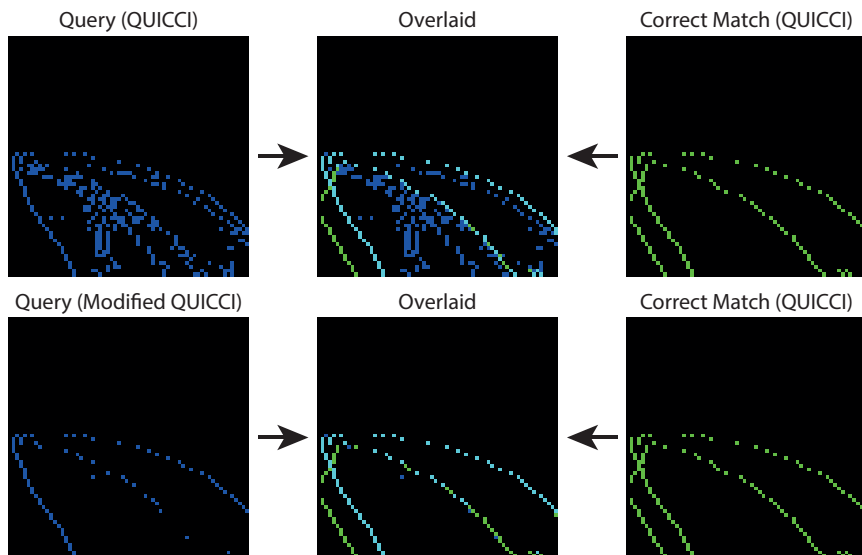 Query (QUICCI) Overlaid Correct Match (QUICCI)
Query (Modified QUICCI) Overlaid Correct Match (QUICCI)